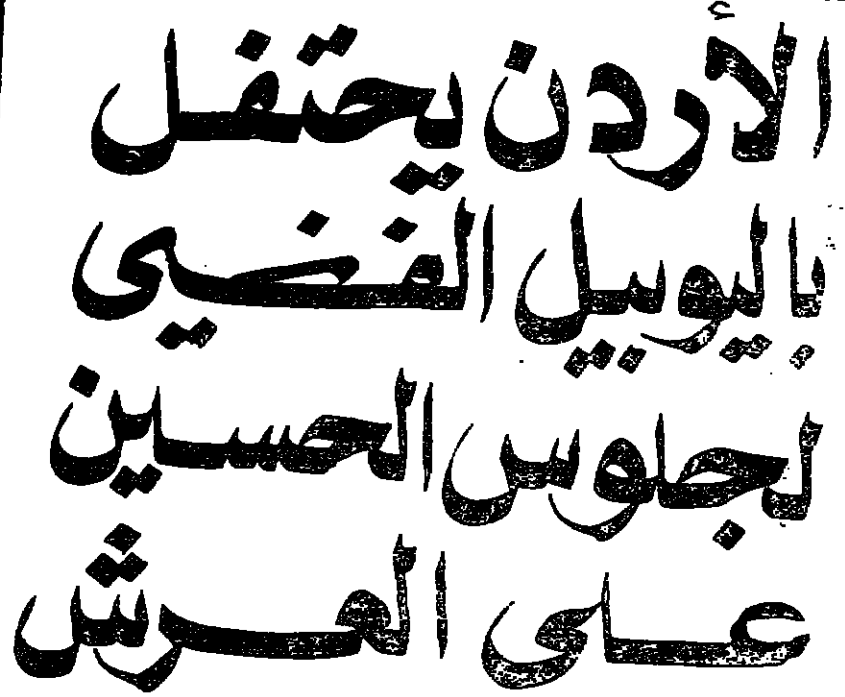 الأردن يحتفل
باليوبيل الفضي
لجلوس الحسين
على العرش